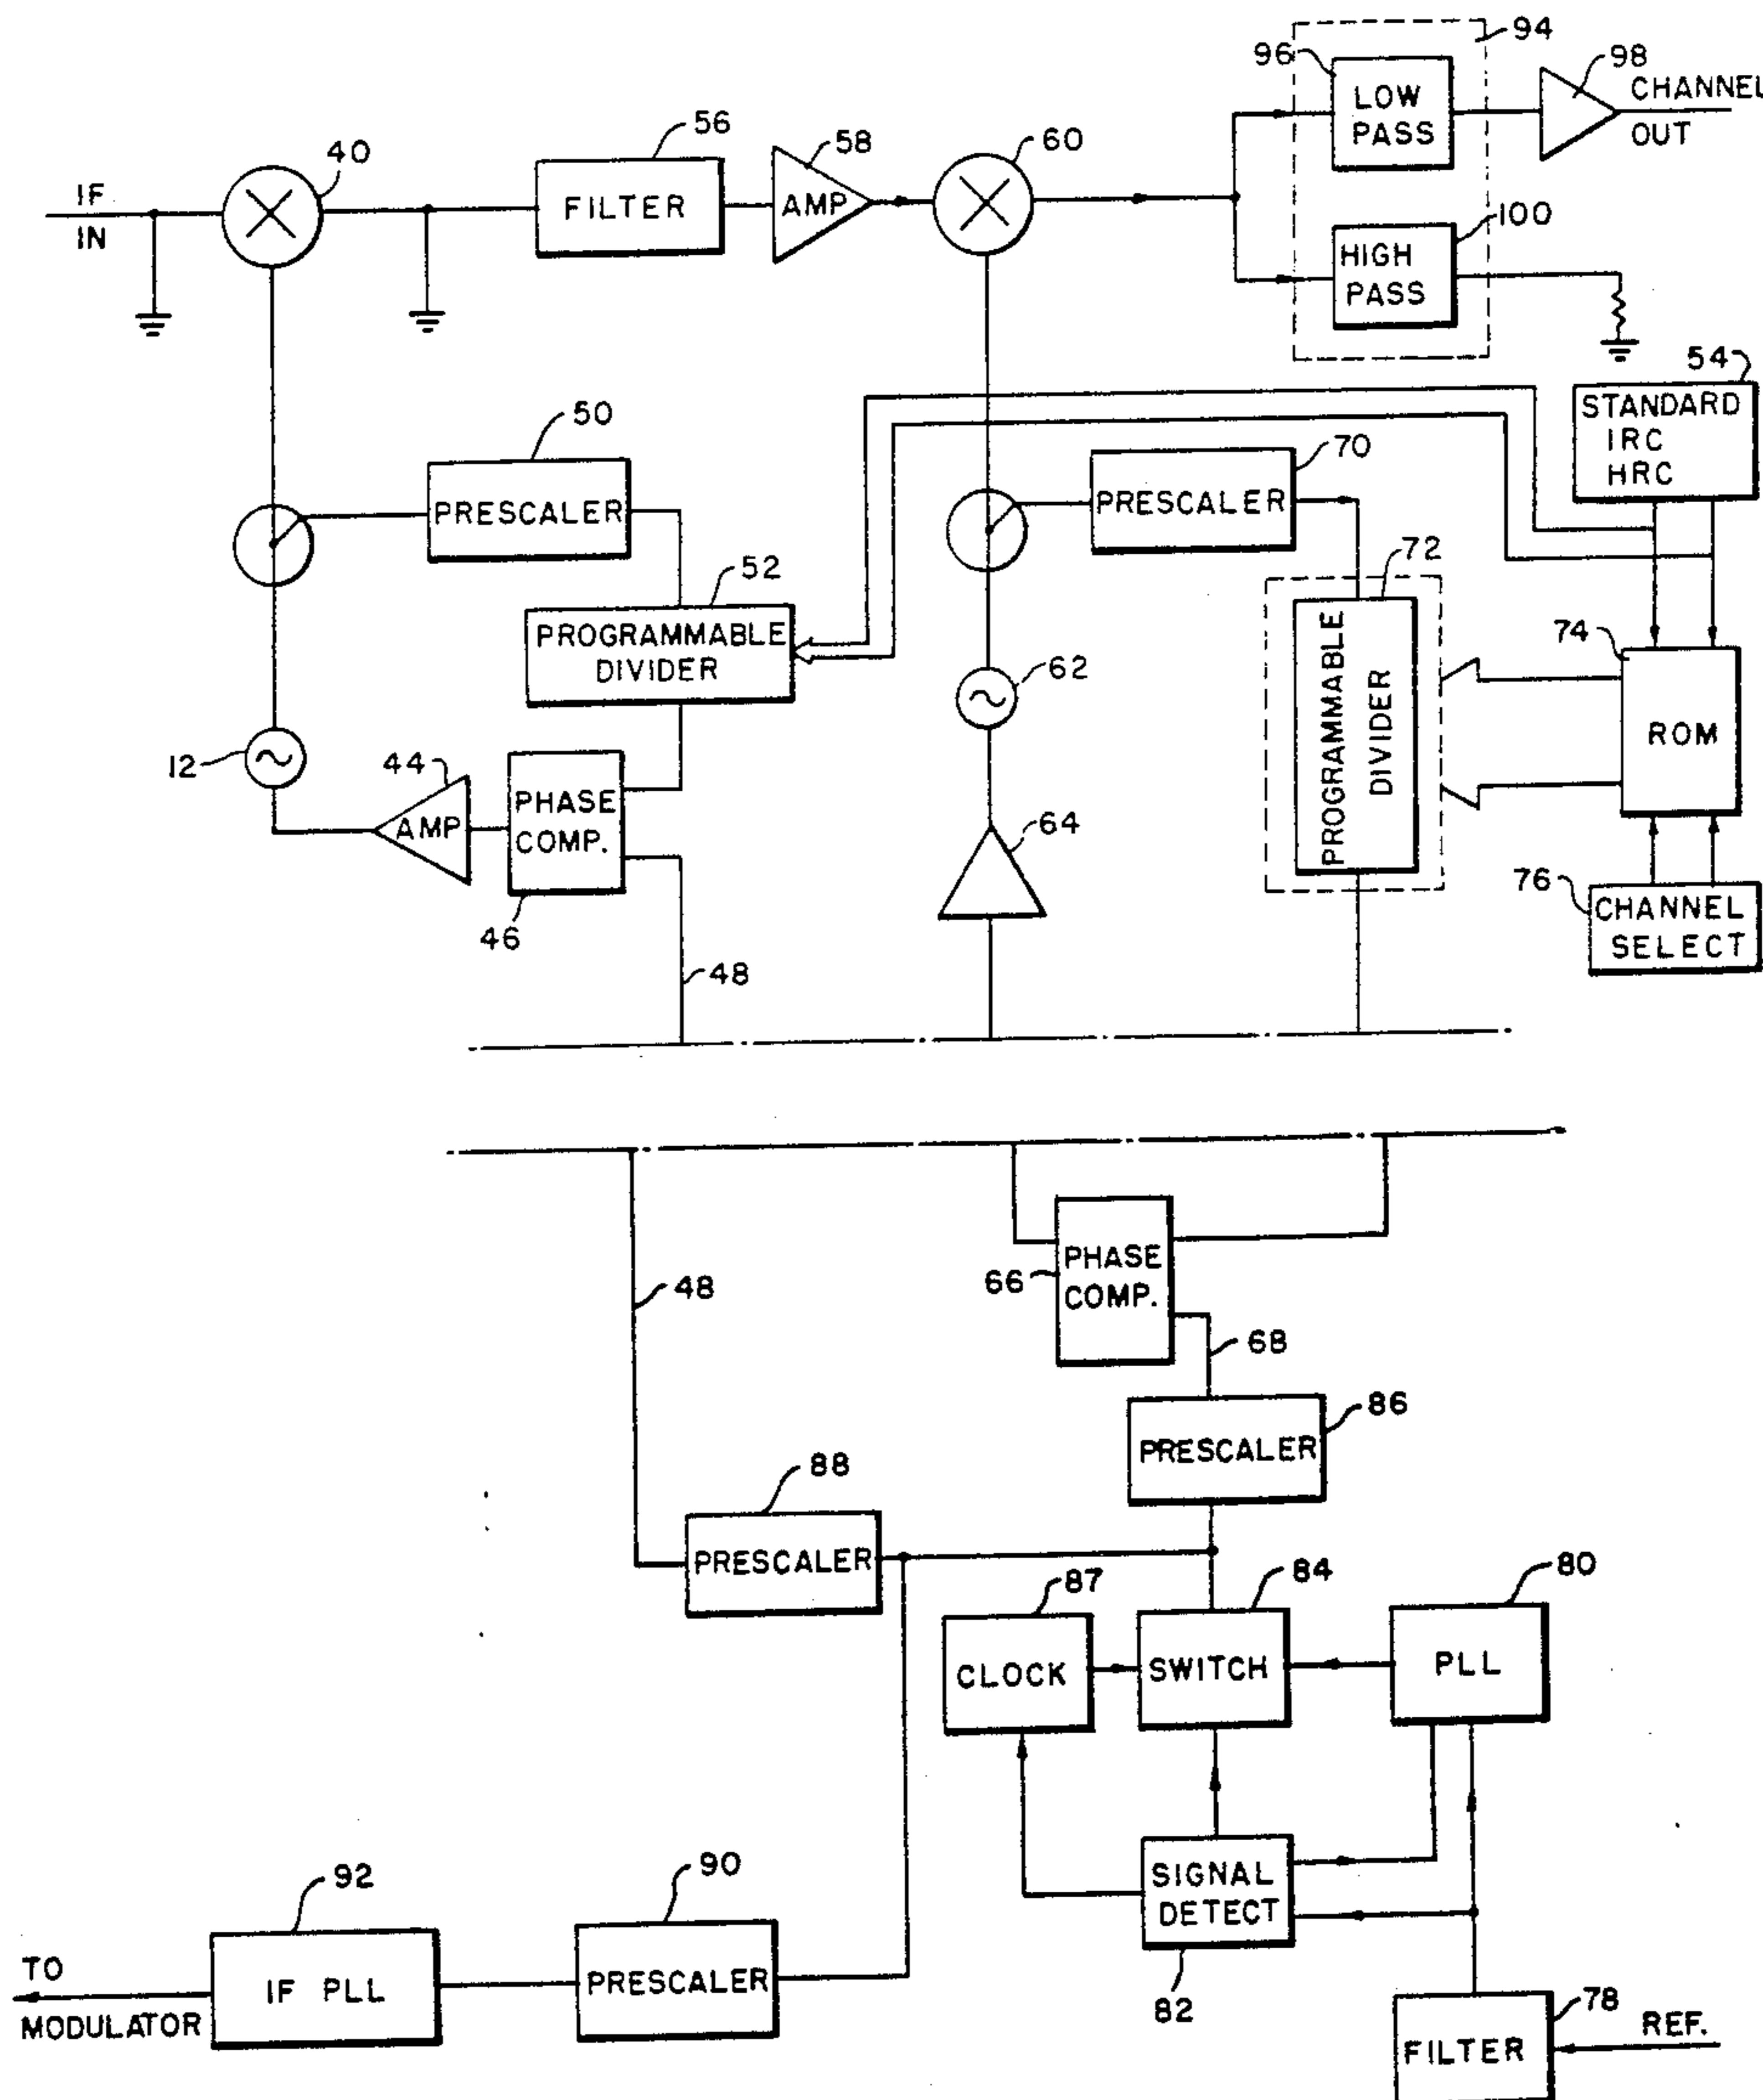 94
96
98
LOW
PASS
CHANNEL
OUT
IF
IN
40
56
FILTER
58
AMP
60
100
HIGH
PASS
54
STANDARD
IRC
HRC
50
PRESCALER
70
PRESCALER
52
PROGRAMMABLE
DIVIDER
72
PROGRAMMABLE
DIVIDER
74
ROM
62
12
44
AMP
PHASE
COMP.
46
64
76
CHANNEL
SELECT
48
48
66
PHASE
COMP.
68
86
PRESCALER
88
PRESCALER
87
CLOCK
84
SWITCH
80
PLL
92
IF PLL
90
PRESCALER
SIGNAL
DETECT
82
TO
MODULATOR
78
FILTER
REF.